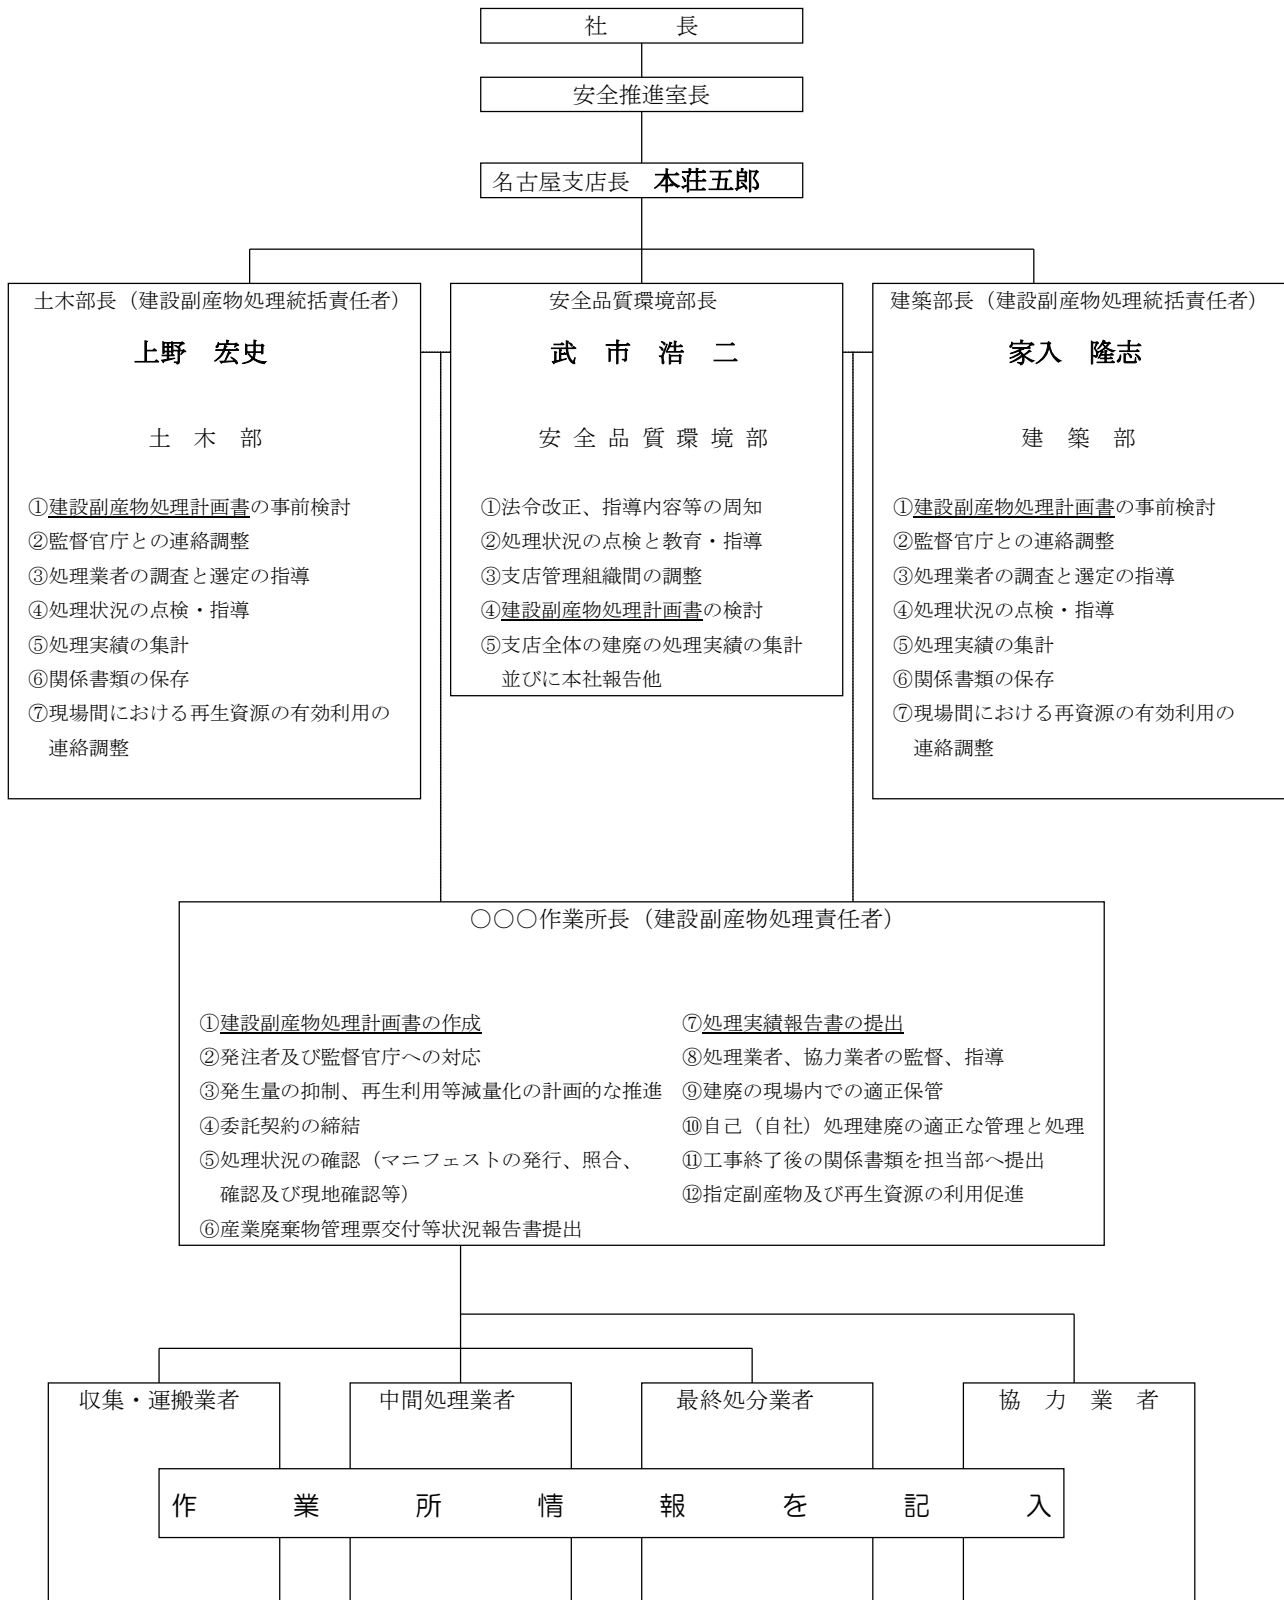 社　　　長
安全推進室長
名古屋支店長　本荘五郎
土木部長（建設副産物処理統括責任者）
上野　宏史
土　木　部
①建設副産物処理計画書の事前検討
②監督官庁との連絡調整
③処理業者の調査と選定の指導
④処理状況の点検・指導
⑤処理実績の集計
⑥関係書類の保存
⑦現場間における再生資源の有効利用の
連絡調整
安全品質環境部長
武　市　浩　二
安 全 品 質 環 境 部
①法令改正、指導内容等の周知
②処理状況の点検と教育・指導
③支店管理組織間の調整
④建設副産物処理計画書の検討
⑤支店全体の建廃の処理実績の集計
並びに本社報告他
建築部長（建設副産物処理統括責任者）
家入　隆志
建　築　部
①建設副産物処理計画書の事前検討
②監督官庁との連絡調整
③処理業者の調査と選定の指導
④処理状況の点検・指導
⑤処理実績の集計
⑥関係書類の保存
⑦現場間における再資源の有効利用の
連絡調整
○○○作業所長（建設副産物処理責任者）
①建設副産物処理計画書の作成
②発注者及び監督官庁への対応
③発生量の抑制、再生利用等減量化の計画的な推進
④委託契約の締結
⑤処理状況の確認（マニフェストの発行、照合、
確認及び現地確認等）
⑥産業廃棄物管理票交付等状況報告書提出
⑦処理実績報告書の提出
⑧処理業者、協力業者の監督、指導
⑨建廃の現場内での適正保管
⑩自己（自社）処理建廃の適正な管理と処理
⑪工事終了後の関係書類を担当部へ提出
⑫指定副産物及び再生資源の利用促進
収集・運搬業者
中間処理業者
最終処分業者
協　力　業　者
作　業　所　情　報　を　記　入